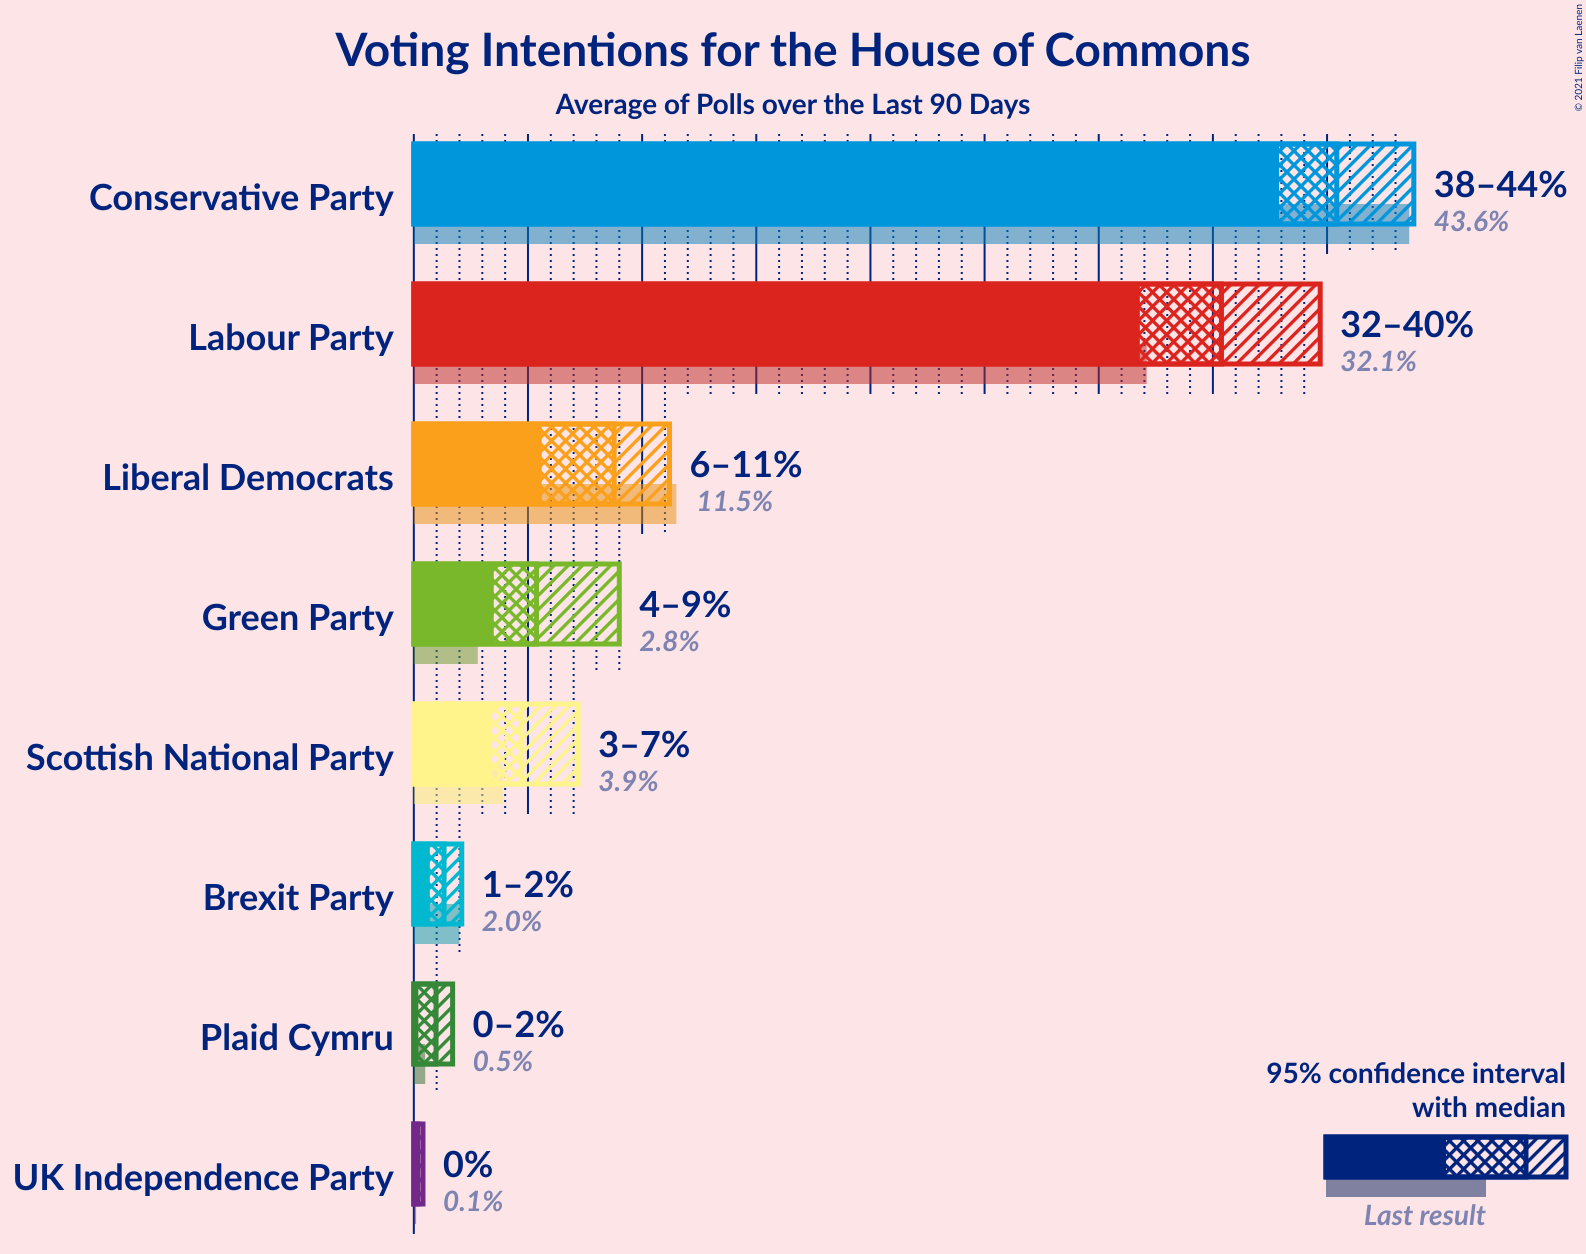 Voting Intentions for the House of Commons
Average of Polls over the Last 90 Days
© 2021 Filip van Laenen
Conservative Party
38–44%
43.6%
Labour Party
32–40%
32.1%
Liberal Democrats
6–11%
11.5%
Green Party
4–9%
2.8%
Scottish National Party
3–7%
3.9%
Brexit Party
1–2%
2.0%
Plaid Cymru
0–2%
0.5%
UK Independence Party
0%
0.1%
95% confidence interval
with median
Last result